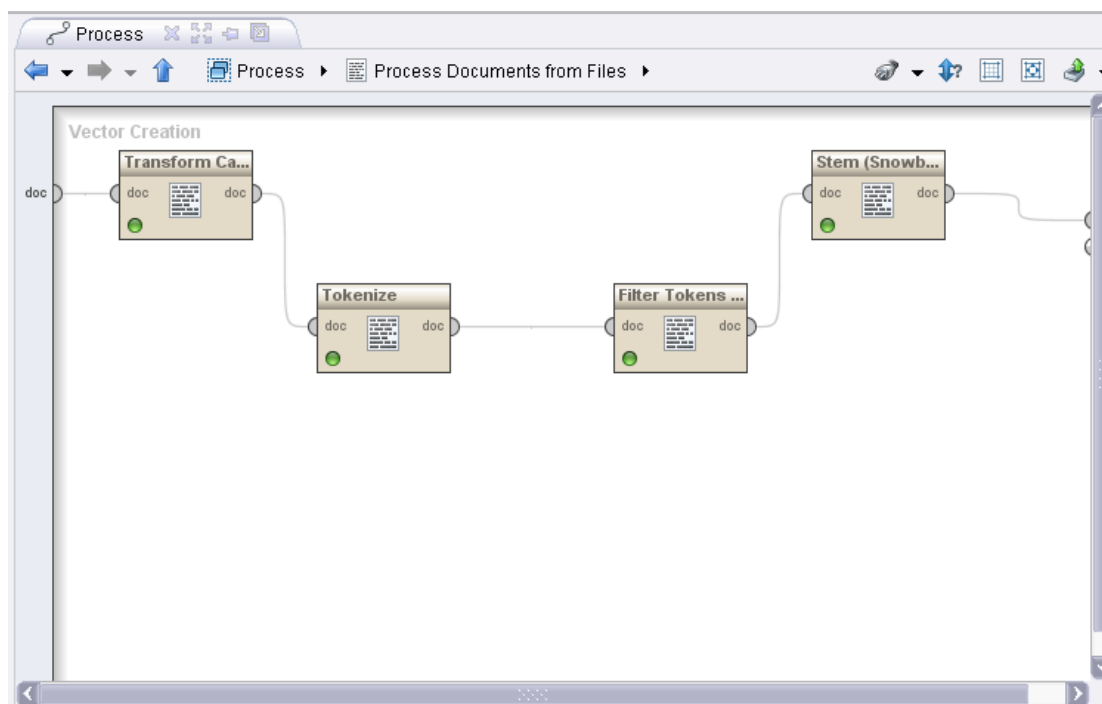 Process
Process ▸ Process Documents from Files ▸
Vector Creation
Transform Ca...
doc doc doc
Stem (Snowb...
doc doc
Tokenize
doc doc
Filter Tokens ...
doc doc